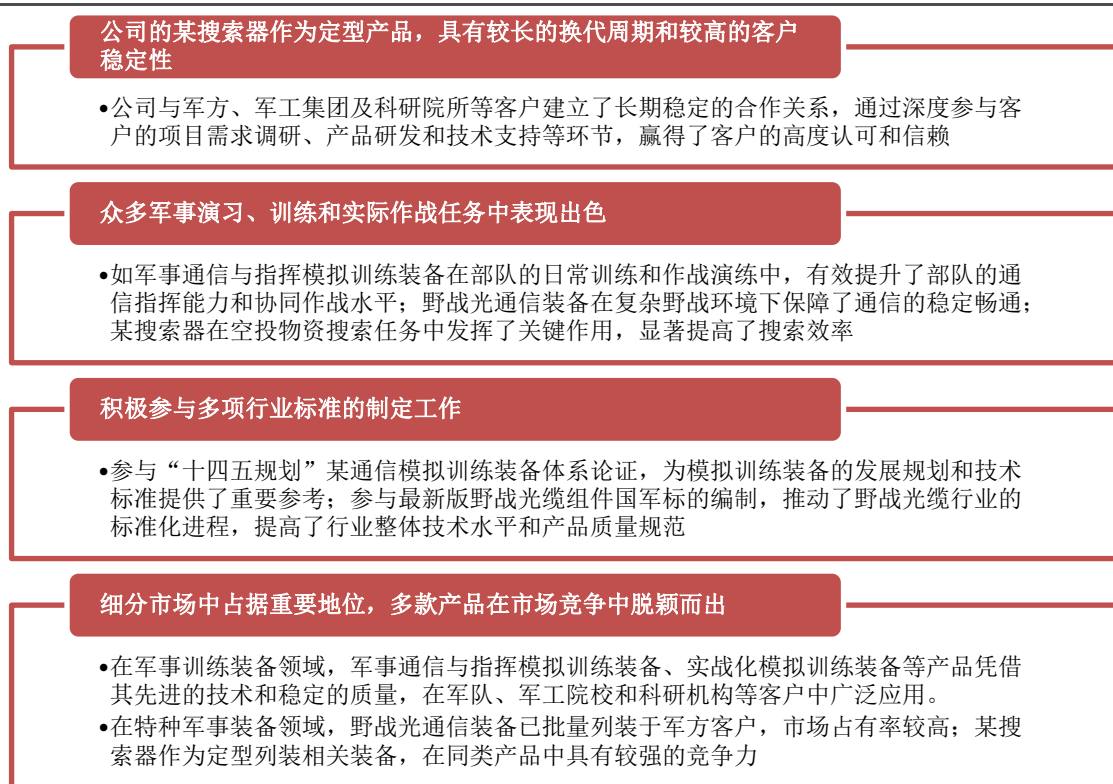 公司的某搜索器作为定型产品，具有较长的换代周期和较高的客户
稳定性
•公司与军方、军工集团及科研院所等客户建立了长期稳定的合作关系，通过深度参与客
户的项目需求调研、产品研发和技术支持等环节，赢得了客户的高度认可和信赖
众多军事演习、训练和实际作战任务中表现出色
•如军事通信与指挥模拟训练装备在部队的日常训练和作战演练中，有效提升了部队的通
信指挥能力和协同作战水平；野战光通信装备在复杂野战环境下保障了通信的稳定畅通；
某搜索器在空投物资搜索任务中发挥了关键作用，显著提高了搜索效率
积极参与多项行业标准的制定工作
•参与“十四五规划”某通信模拟训练装备体系论证，为模拟训练装备的发展规划和技术
标准提供了重要参考；参与最新版野战光缆组件国军标的编制，推动了野战光缆行业的
标准化进程，提高了行业整体技术水平和产品质量规范
细分市场中占据重要地位，多款产品在市场竞争中脱颖而出
•在军事训练装备领域，军事通信与指挥模拟训练装备、实战化模拟训练装备等产品凭借
其先进的技术和稳定的质量，在军队、军工院校和科研机构等客户中广泛应用。
•在特种军事装备领域，野战光通信装备已批量列装于军方客户，市场占有率较高；某搜
索器作为定型列装相关装备，在同类产品中具有较强的竞争力